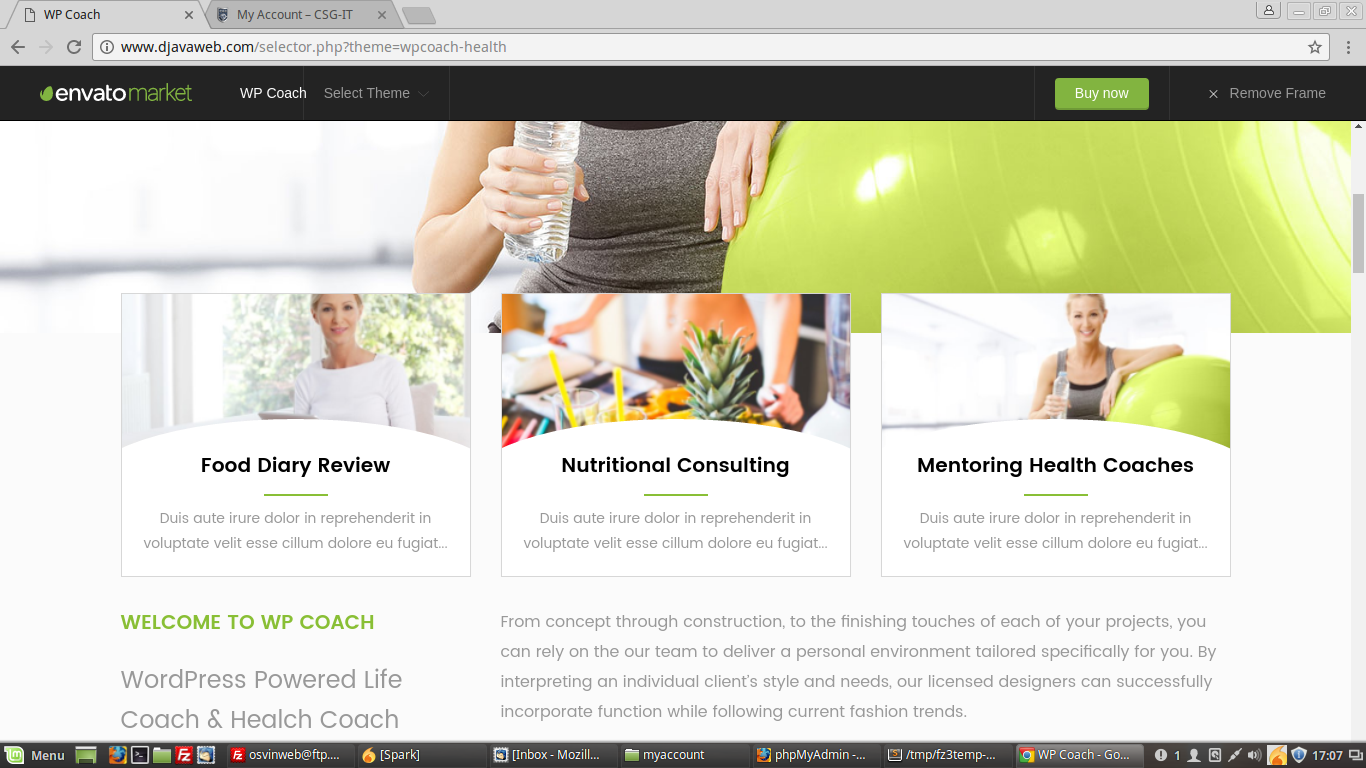 WP Coach
My Account – CSG-IT
www.djavaweb.com/selector.php?theme=wpcoach-health
envato market
WP Coach
Select Theme
Buy now
× Remove Frame
Food Diary Review
Duis aute irure dolor in reprehenderit in
voluptate velit esse cillum dolore eu fugiat...
Nutritional Consulting
Duis aute irure dolor in reprehenderit in
voluptate velit esse cillum dolore eu fugiat...
Mentoring Health Coaches
Duis aute irure dolor in reprehenderit in
voluptate velit esse cillum dolore eu fugiat...
WELCOME TO WP COACH
WordPress Powered Life
Coach & Healch Coach
From concept through construction, to the finishing touches of each of your projects, you
can rely on the our team to deliver a personal environment tailored specifically for you. By
interpreting an individual client's style and needs, our licensed designers can successfully
incorporate function while following current fashion trends.
Menu
osvinweb@ftp....
[Spark]
[Inbox - Mozill...
myaccount
phpMyAdmin -...
/tmp/fz3temp-...
WP Coach - Go...
1
17:07